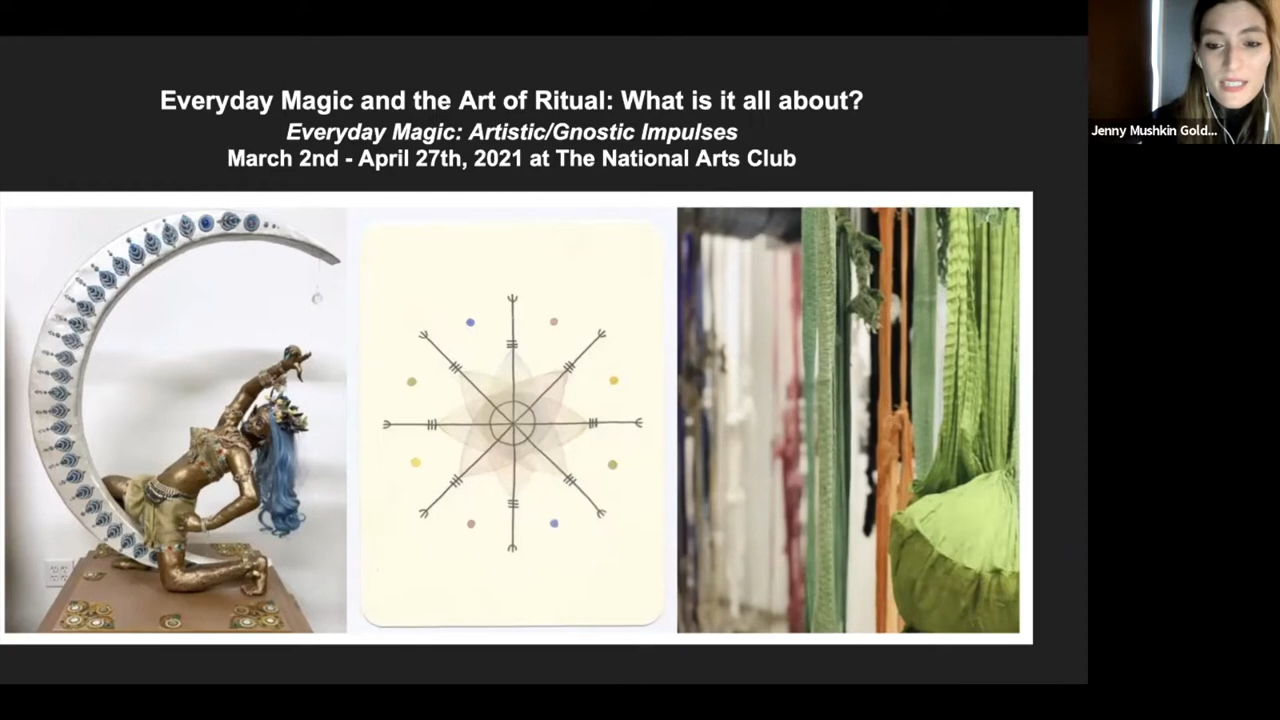 Everyday Magic and the Art of Ritual: What is it all about?
Everyday Magic: Artistic/Gnostic Impulses
March 2nd - April 27th, 2021 at The National Arts Club
Jenny Mushkin Gold...